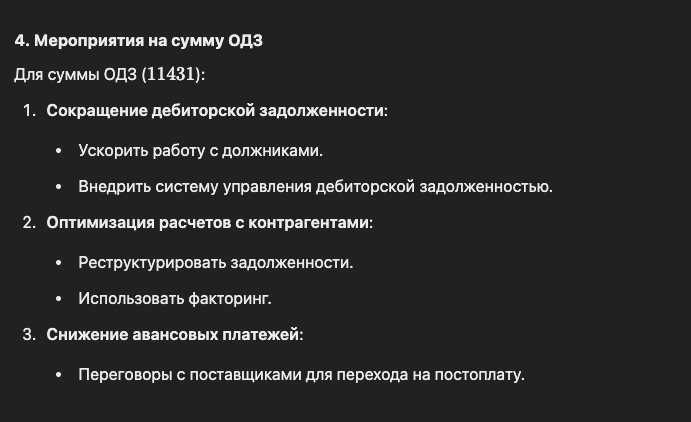 4. Мероприятия на сумму ОДЗ
Для суммы ОДЗ (11431):
1. Сокращение дебиторской задолженности:
• Ускорить работу с должниками.
• Внедрить систему управления дебиторской задолженностью.
2. Оптимизация расчетов с контрагентами:
• Реструктурировать задолженности.
• Использовать факторинг.
3. Снижение авансовых платежей:
• Переговоры с поставщиками для перехода на постоплату.